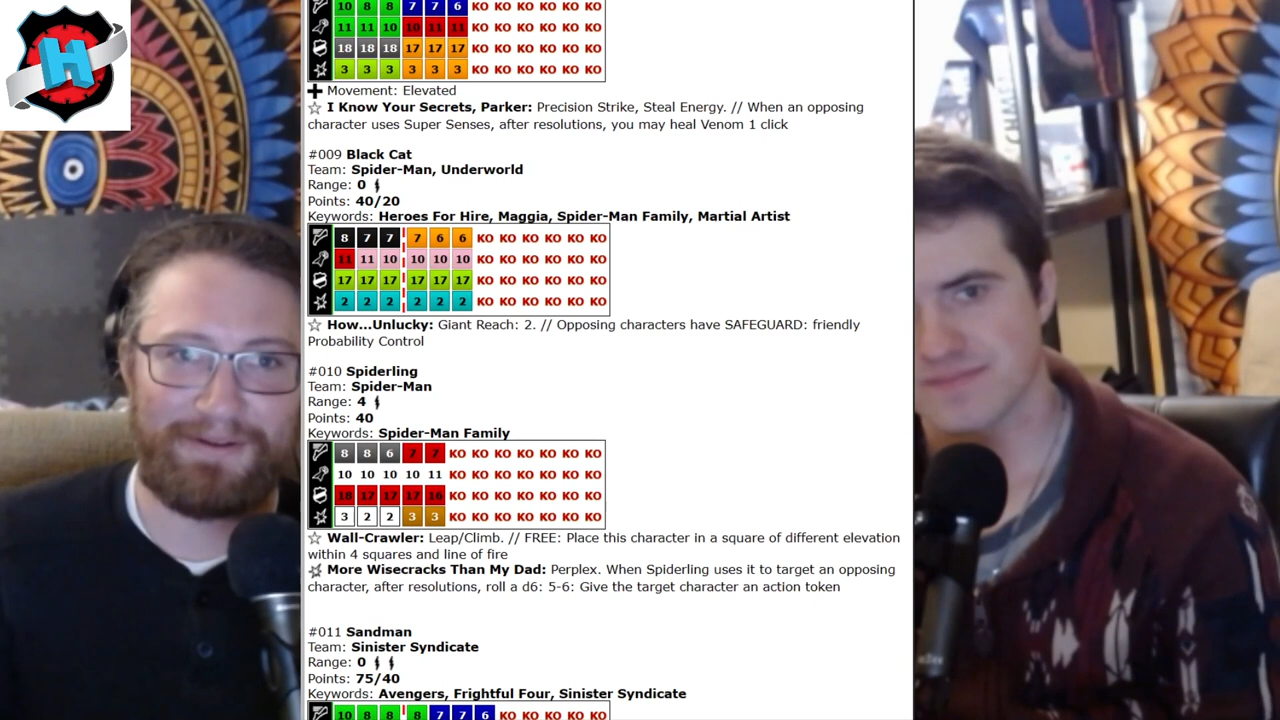 H
10 8 8 7 7 6 KO KO KO KO KO KO
11 11 10 10 11 11 KO KO KO KO KO KO
18 18 18 17 17 17 KO KO KO KO KO KO
3 3 3 3 3 3 KO KO KO KO KO KO
Movement: Elevated
I Know Your Secrets, Parker: Precision Strike, Steal Energy. // When an opposing
character uses Super Senses, after resolutions, you may heal Venom 1 click
#009 Black Cat
Team: Spider-Man, Underworld
Range: 0
Points: 40/20
Keywords: Heroes For Hire, Maggia, Spider-Man Family, Martial Artist
8 7 7 7 6 6 KO KO KO KO KO KO
11 11 10 10 10 10 KO KO KO KO KO KO
17 17 17 17 17 17 KO KO KO KO KO KO
2 2 2 2 2 2 KO KO KO KO KO KO
How...Unlucky: Giant Reach: 2. // Opposing characters have SAFEGUARD: friendly
Probability Control
#010 Spiderling
Team: Spider-Man
Range: 4
Points: 40
Keywords: Spider-Man Family
8 8 6 7 7 KO KO KO KO KO KO KO
10 10 10 10 11 KO KO KO KO KO KO KO
18 17 17 17 16 KO KO KO KO KO KO KO
3 2 2 3 3 KO KO KO KO KO KO KO
Wall-Crawler: Leap/Climb. // FREE: Place this character in a square of different elevation
within 4 squares and line of fire
More Wisecracks Than My Dad: Perplex. When Spiderling uses it to target an opposing
character, after resolutions, roll a d6: 5-6: Give the target character an action token
#011 Sandman
Team: Sinister Syndicate
Range: 0
Points: 75/40
Keywords: Avengers, Frightful Four, Sinister Syndicate
10 8 8 8 7 7 6 KO KO KO KO KO